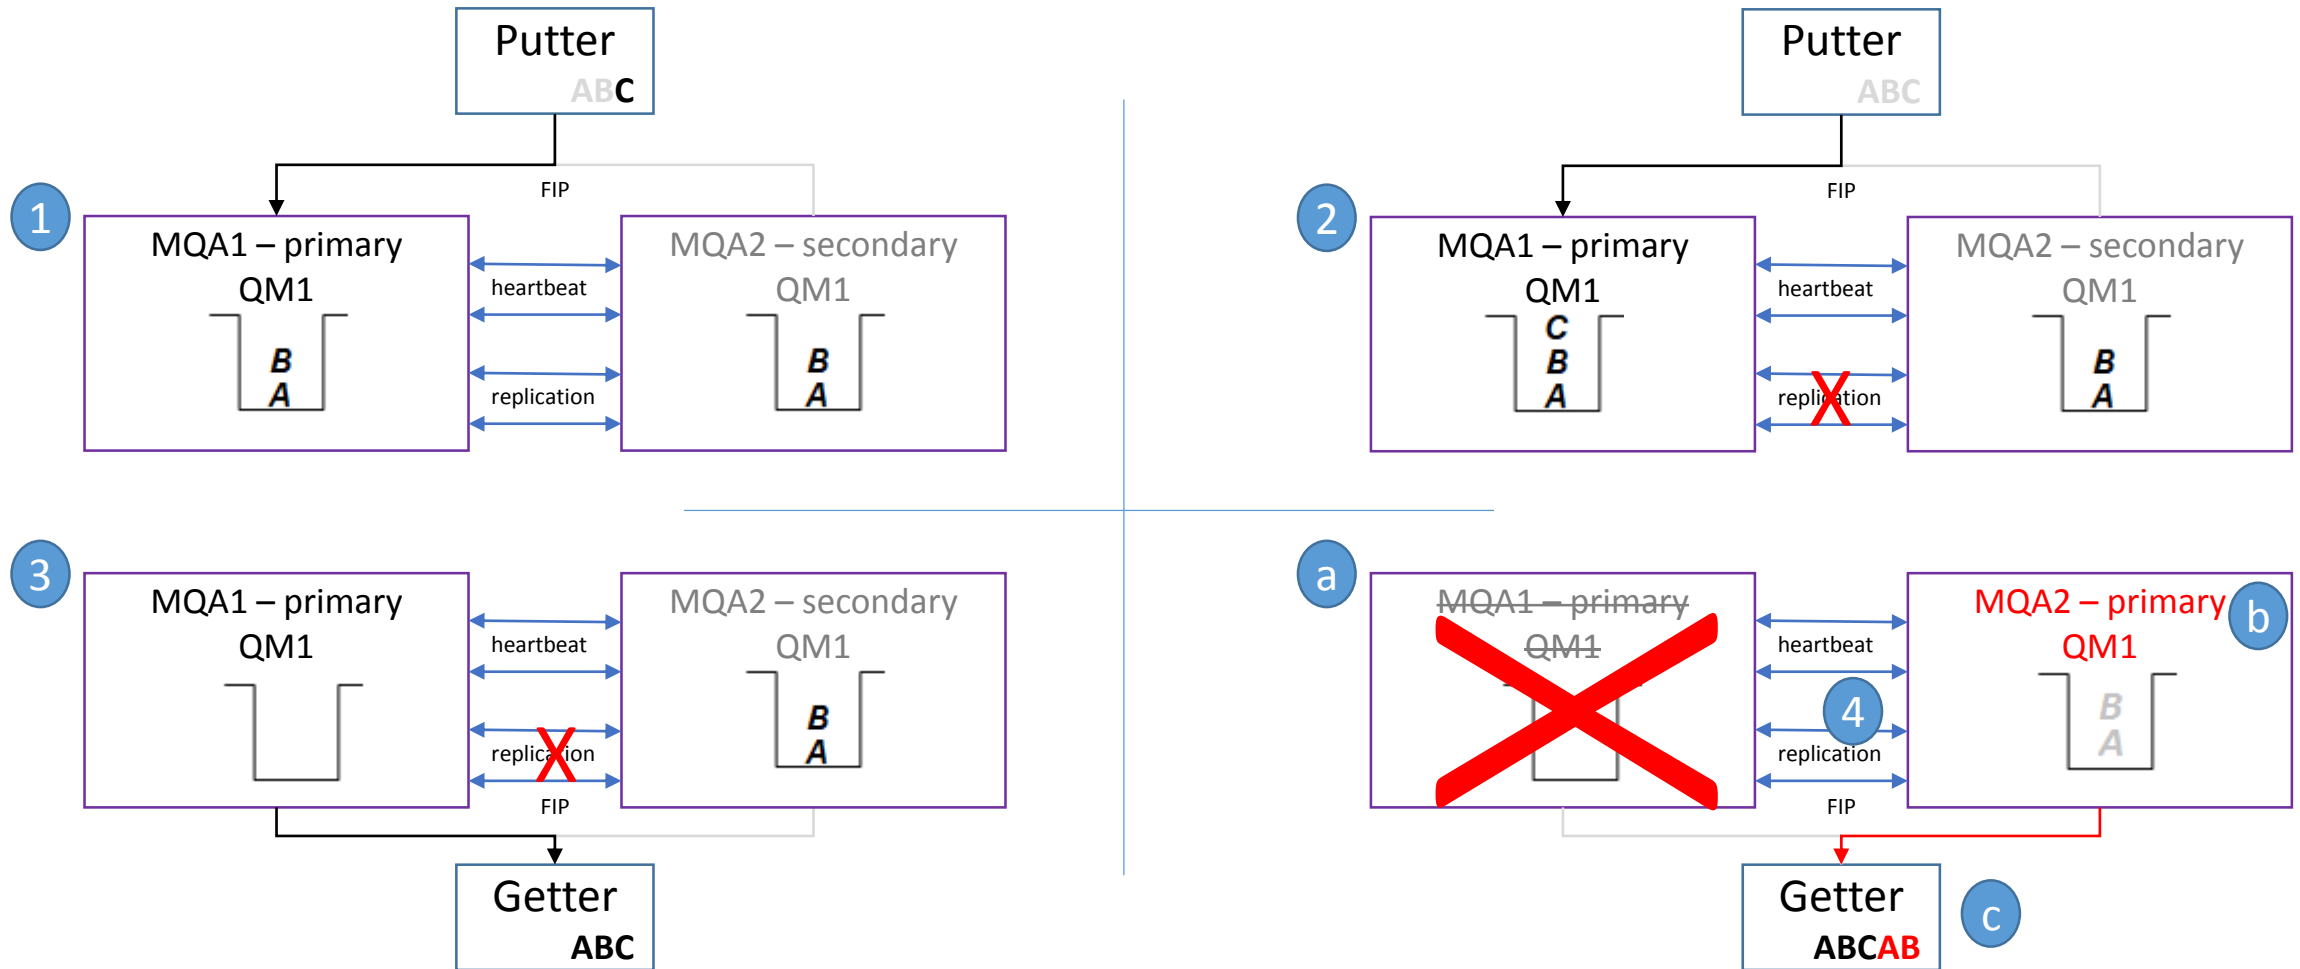 Putter
ABC
FIP
1
MQA1 – primary
QM1
C
B
A
heartbeat
replication
MQA2 – secondary
QM1
B
A
Putter
ABC
FIP
2
MQA1 – primary
QM1
C
B
A
heartbeat
replication
X
MQA2 – secondary
QM1
B
A
3
MQA1 – primary
QM1
heartbeat
replication
X
FIP
MQA2 – secondary
QM1
B
A
Getter
ABC
a
MQA1 – primary
QM1
heartbeat
4
replication
FIP
MQA2 – primary
b
QM1
B
A
Getter
c
ABCAB